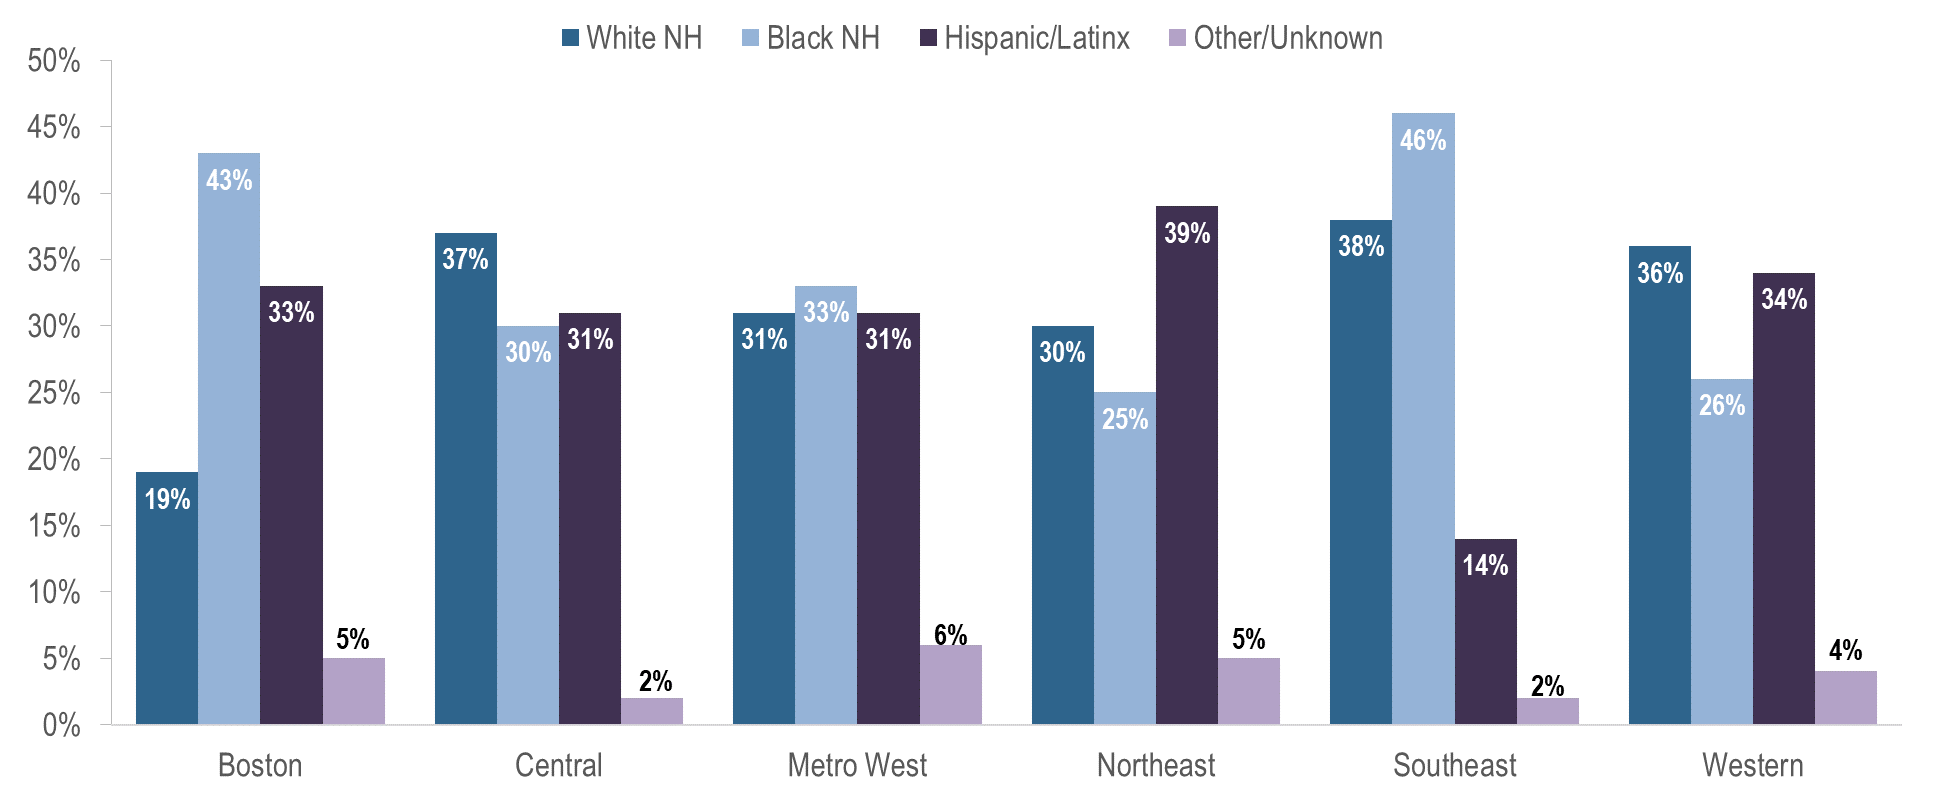 White NH Black NH Hispanic/Latinx Other/Unknown
50%
45%
40%
35%
30%
25%
20%
15%
10%
5%
0%
19% 43% 33% 5%
37% 30% 31% 2%
31% 33% 31% 6%
30% 25% 39% 5%
38% 46% 14% 2%
36% 26% 34% 4%
Boston Central Metro West Northeast Southeast Western